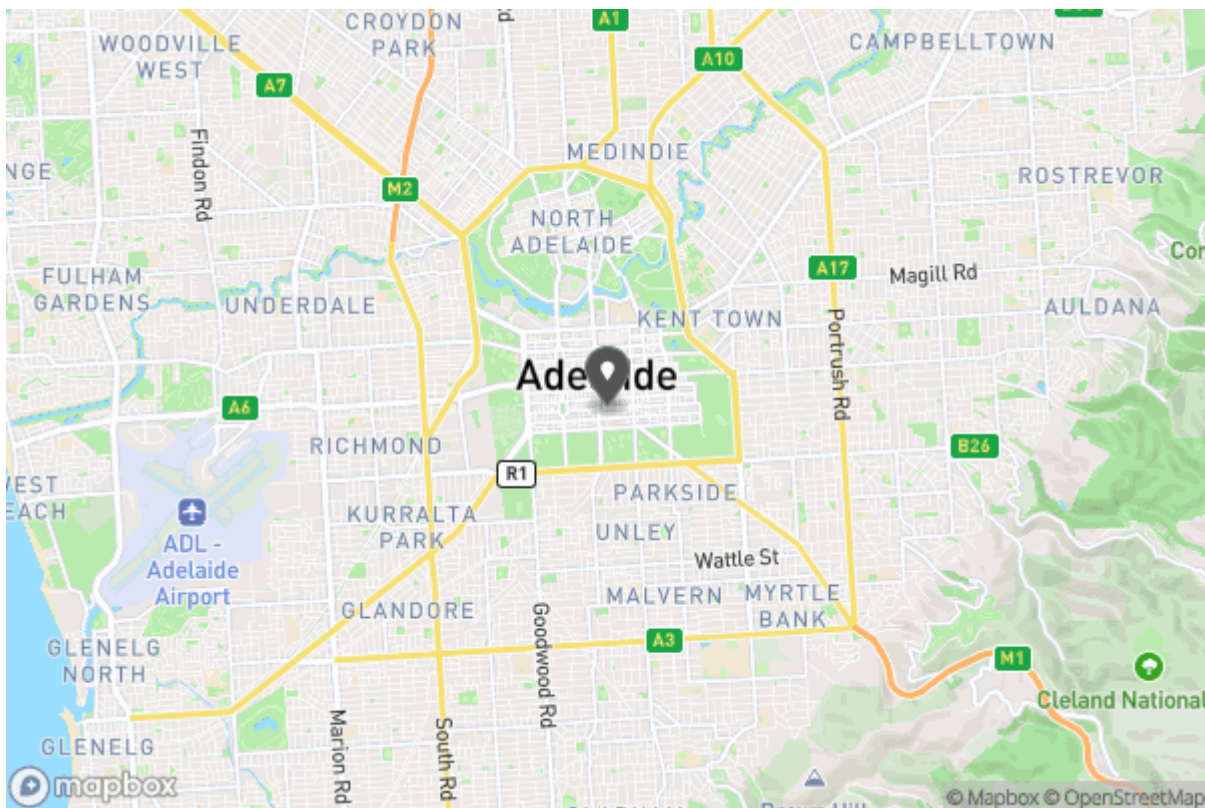 CROYDON
PARK
Rd
A1
WOODVILLE
WEST
CAMPBELLTOWN
A10
A7
Findon Rd
MEDINDIE
NGE
ROSTREVOR
M2
NORTH
ADELAIDE
Cor
FULHAM
GARDENS
UNDERDALE
A17
Magill Rd
AULDANA
KENT TOWN
Portrush Rd
Adelaide
A6
RICHMOND
B26
R1
WEST
EACH
PARKSIDE
KURRALTA
PARK
UNLEY
ADL -
Adelaide
Airport
Wattle St
GLANDORE
MALVERN
MYRTLE
BANK
Goodwood Rd
A3
GLENELG
NORTH
M1
Cleland National
Marion Rd
South Rd
GLENELG
mapbox
© Mapbox © OpenStreetMap